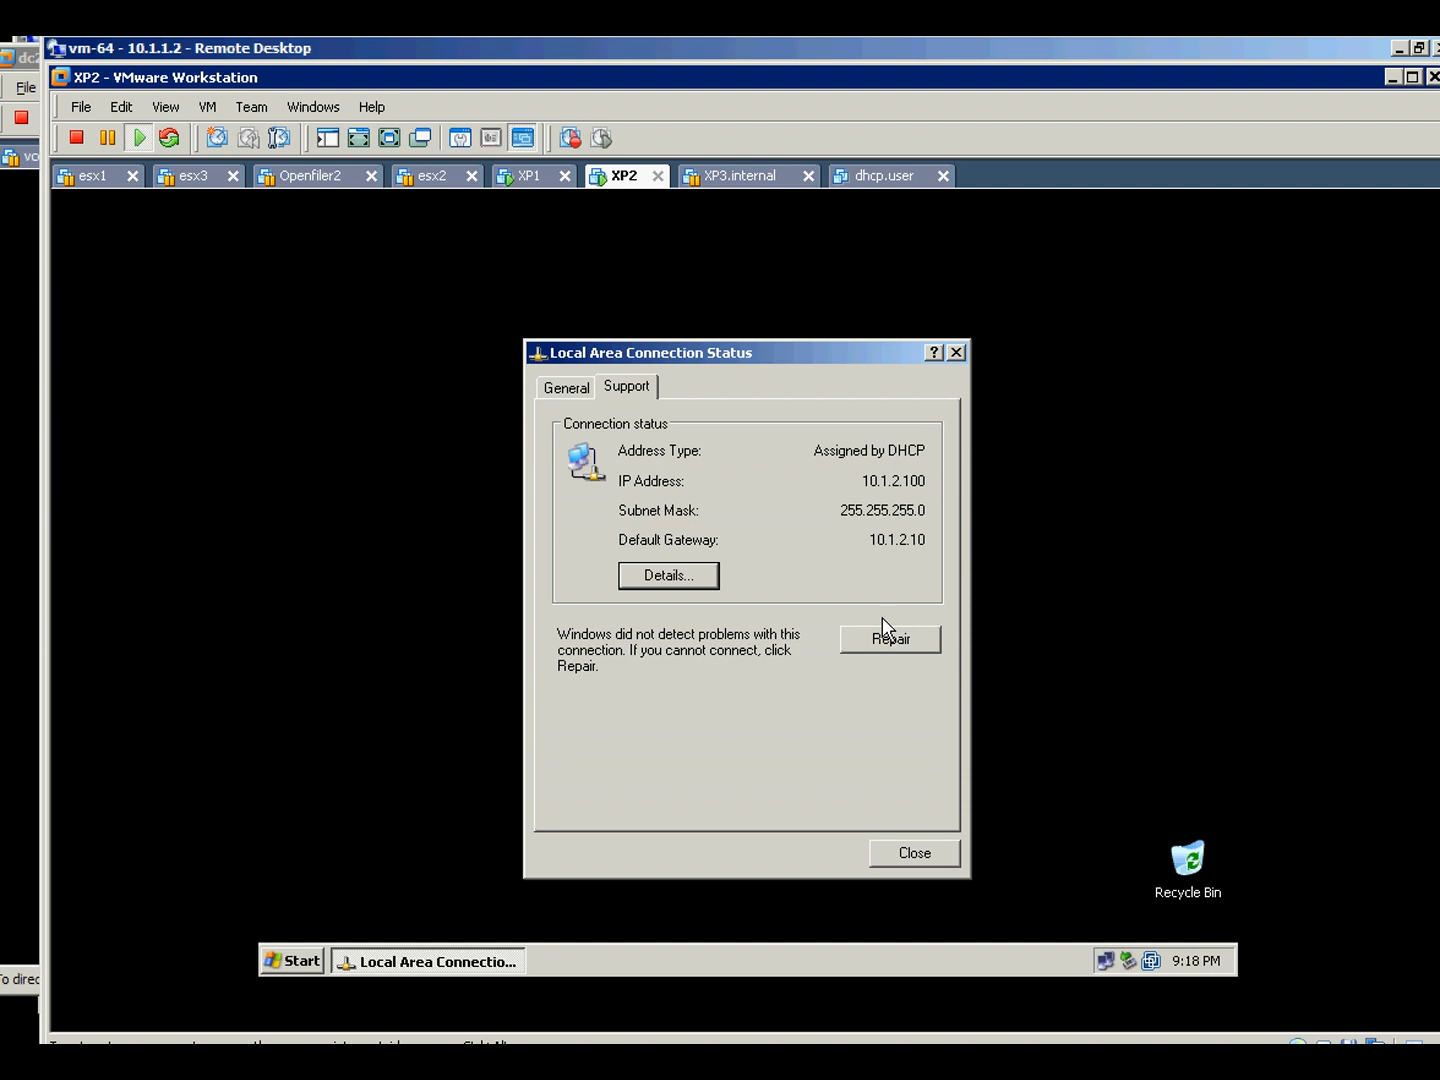 vm-64 - 10.1.1.2 - Remote Desktop
dc2
XP2 - VMware Workstation
File
File Edit View VM Team Windows Help
esx1 esx3 Openfiler2 esx2 XP1 XP2 XP3.internal dhcp.user
Local Area Connection Status
General Support
Connection status
Address Type: Assigned by DHCP
IP Address: 10.1.2.100
Subnet Mask: 255.255.255.0
Default Gateway: 10.1.2.10
Details...
Windows did not detect problems with this
connection. If you cannot connect, click
Repair.
Repair
Close
Recycle Bin
Start Local Area Connectio... 9:18 PM
To direc